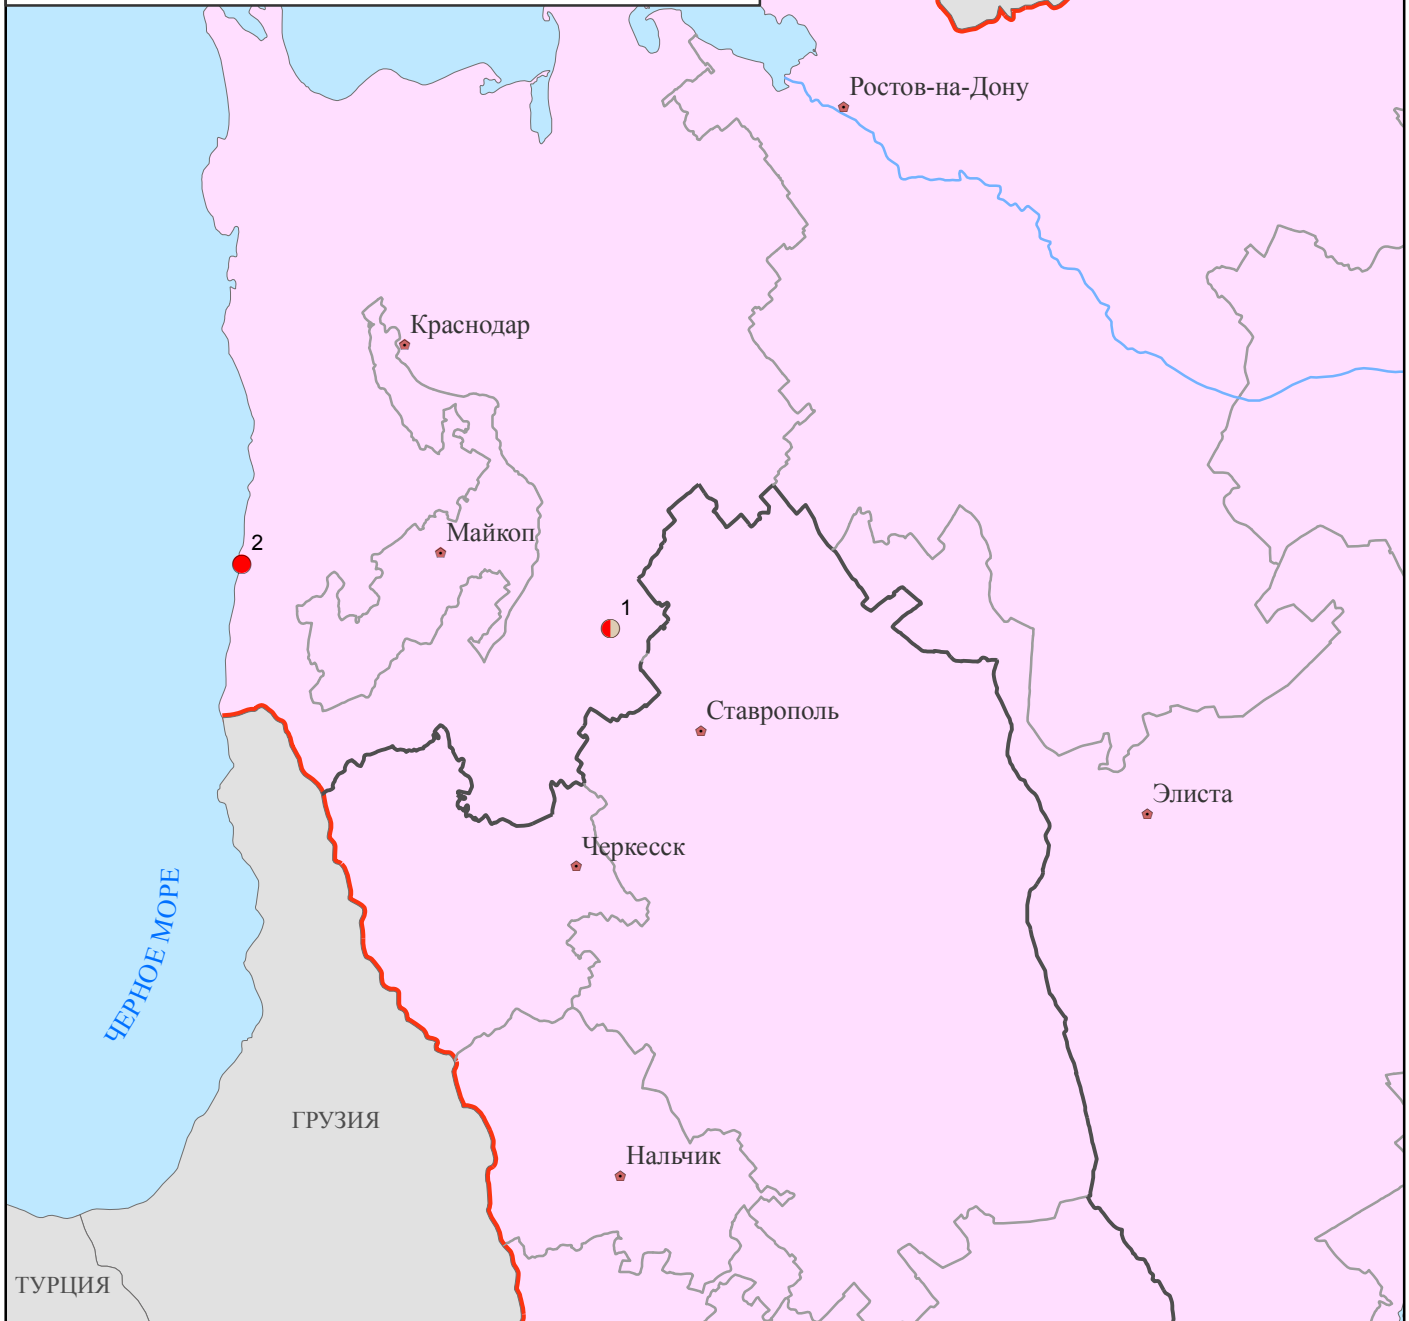 Ростов-на-Дону
Краснодар
Майкоп
2
1
Ставрополь
Элиста
Черкесск
ЧЕРНОЕ МОРЕ
ГРУЗИЯ
Нальчик
ТУРЦИЯ